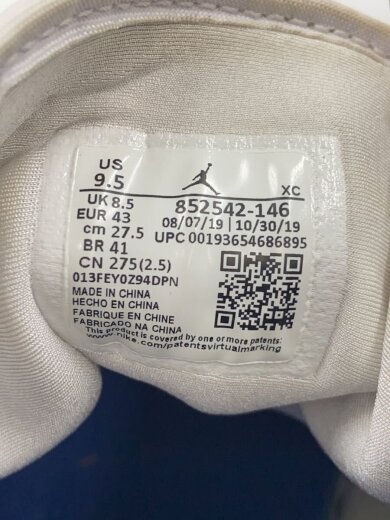 US
9.5
XC
UK 8.5
852542-146
EUR 43
08/07/19 | 10/30/19
cm 27.5
UPC 00193654686895
BR 41
CN 275(2.5)
013FEY0Z94DPN
MADE IN CHINA
HECHO EN CHINA
FABRIQUE EN CHINE
FABRICADO NA CHINA
This product is covered by one or more patents:
www.nike.com/patentsvirtualmarking